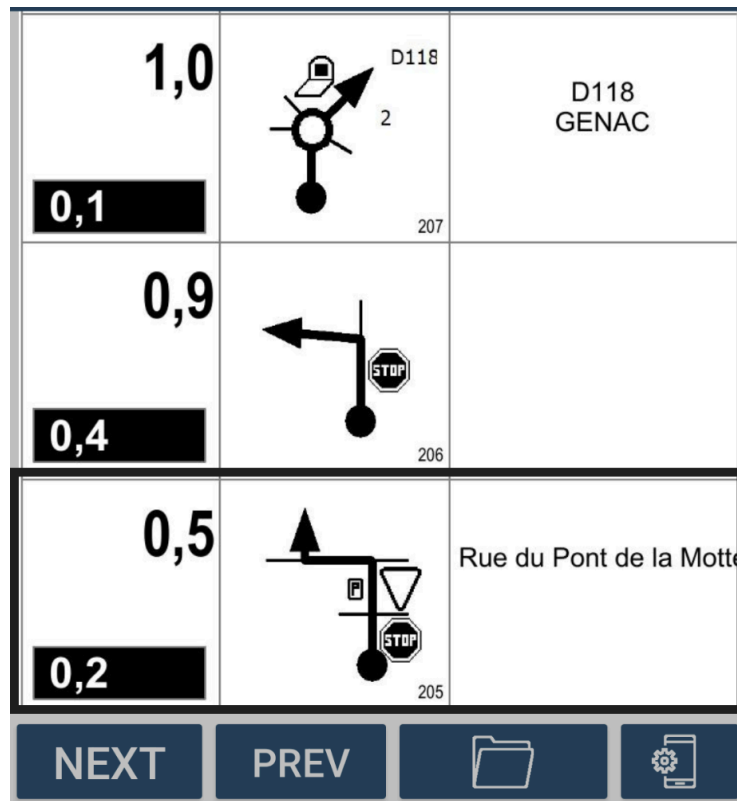 1,0
0,1
D118
2
207
D118
GENAC
0,9
0,4
STOP
206
0,5
0,2
P
STOP
205
Rue du Pont de la Motte
NEXT
PREV